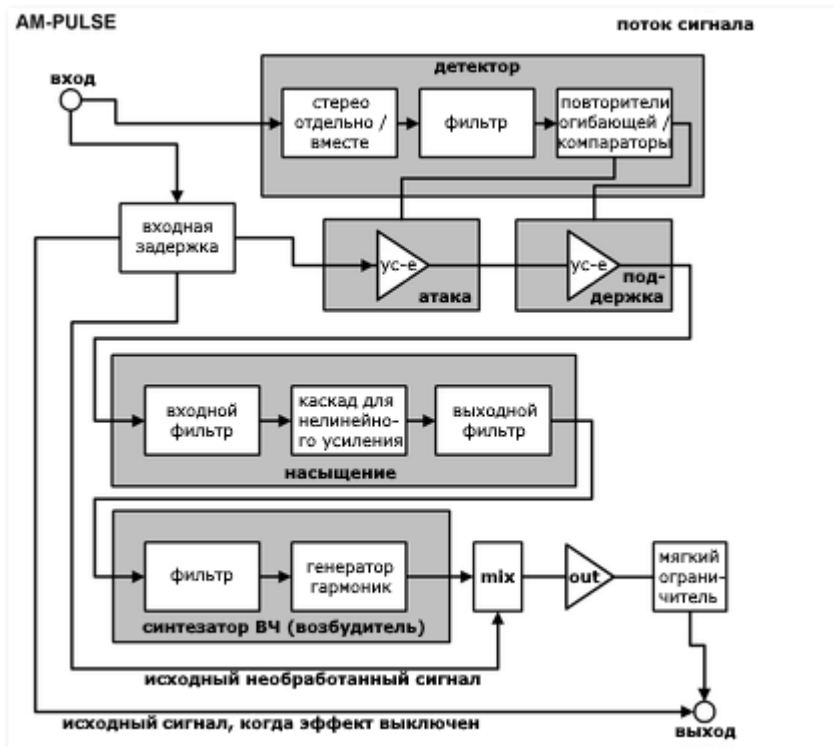 AM-PULSE
поток сигнала
вход
детектор
стерео
отдельно /
вместе
фильтр
повторители
огибающей /
компараторы
входная
задержка
ус-е
атака
ус-е
под-
держка
входной
фильтр
каскад для
нелинейно-
го усиления
выходной
фильтр
насыщение
фильтр
генератор
гармоник
синтезатор ВЧ (возбудитель)
mix
out
мягкий
ограни-
читель
исходный необработанный сигнал
исходный сигнал, когда эффект выключен
выход